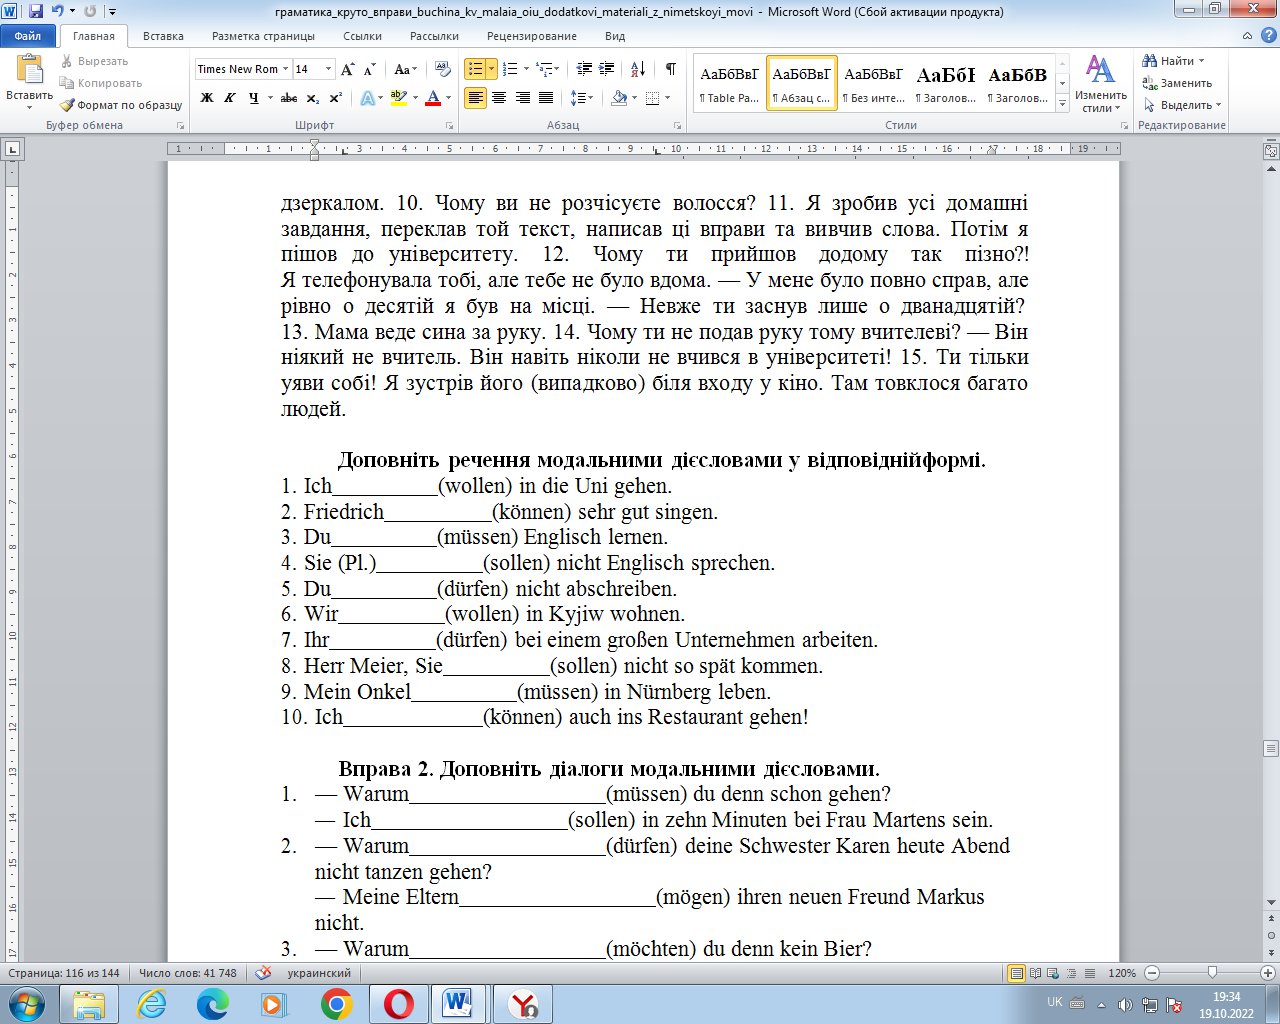 граматика_круто_вправи_buchina_kv_malaia_oiu_dodatkovi_materiali_z_nimetskoyi_movi - Microsoft Word (Сбой активации продукта)
Файл Главная Вставка Разметка страницы Ссылки Рассылки Рецензирование Вид
Вставить
Вырезать
Копировать
Формат по образцу
Буфер обмена
Times New Rom 14
Шрифт
Абзац
АаБбВвГ АаБбВвГ АаБбВвГ АаБбІ АаБбВ
¶ Table Pa... ¶ Абзац с... ¶ Без инте... ¶ Заголов... ¶ Заголов...
Стили
Изменить стили
Найти
Заменить
Выделить
Редактирование
дзеркалом. 10. Чому ви не розчісуєте волосся? 11. Я зробив усі домашні
завдання, переклав той текст, написав ці вправи та вивчив слова. Потім я
пішов до університету. 12. Чому ти прийшов додому так пізно?!
Я телефонувала тобі, але тебе не було вдома. — У мене було повно справ, але
рівно о десятій я був на місці. — Невже ти заснув лише о дванадцятій?
13. Мама веде сина за руку. 14. Чому ти не подав руку тому вчителеві? — Він
ніякий не вчитель. Він навіть ніколи не вчився в університеті! 15. Ти тільки
уяви собі! Я зустрів його (випадково) біля входу у кіно. Там товклося багато
людей.
Доповніть речення модальними дієсловами у відповіднійформі.
1. Ich__________(wollen) in die Uni gehen.
2. Friedrich__________(können) sehr gut singen.
3. Du__________(müssen) Englisch lernen.
4. Sie (Pl.)__________(sollen) nicht Englisch sprechen.
5. Du__________(dürfen) nicht abschreiben.
6. Wir__________(wollen) in Kyjiw wohnen.
7. Ihr__________(dürfen) bei einem großen Unternehmen arbeiten.
8. Herr Meier, Sie__________(sollen) nicht so spät kommen.
9. Mein Onkel__________(müssen) in Nürnberg leben.
10. Ich_____________(können) auch ins Restaurant gehen!
Вправа 2. Доповніть діалоги модальними дієсловами.
1. — Warum__________________(müssen) du denn schon gehen?
— Ich__________________(sollen) in zehn Minuten bei Frau Martens sein.
2. — Warum__________________(dürfen) deine Schwester Karen heute Abend
nicht tanzen gehen?
— Meine Eltern__________________(mögen) ihren neuen Freund Markus
nicht.
3. — Warum__________________(möchten) du denn kein Bier?
Страница: 116 из 144 Число слов: 41 748 украинский 120%
UK 19:34
19.10.2022